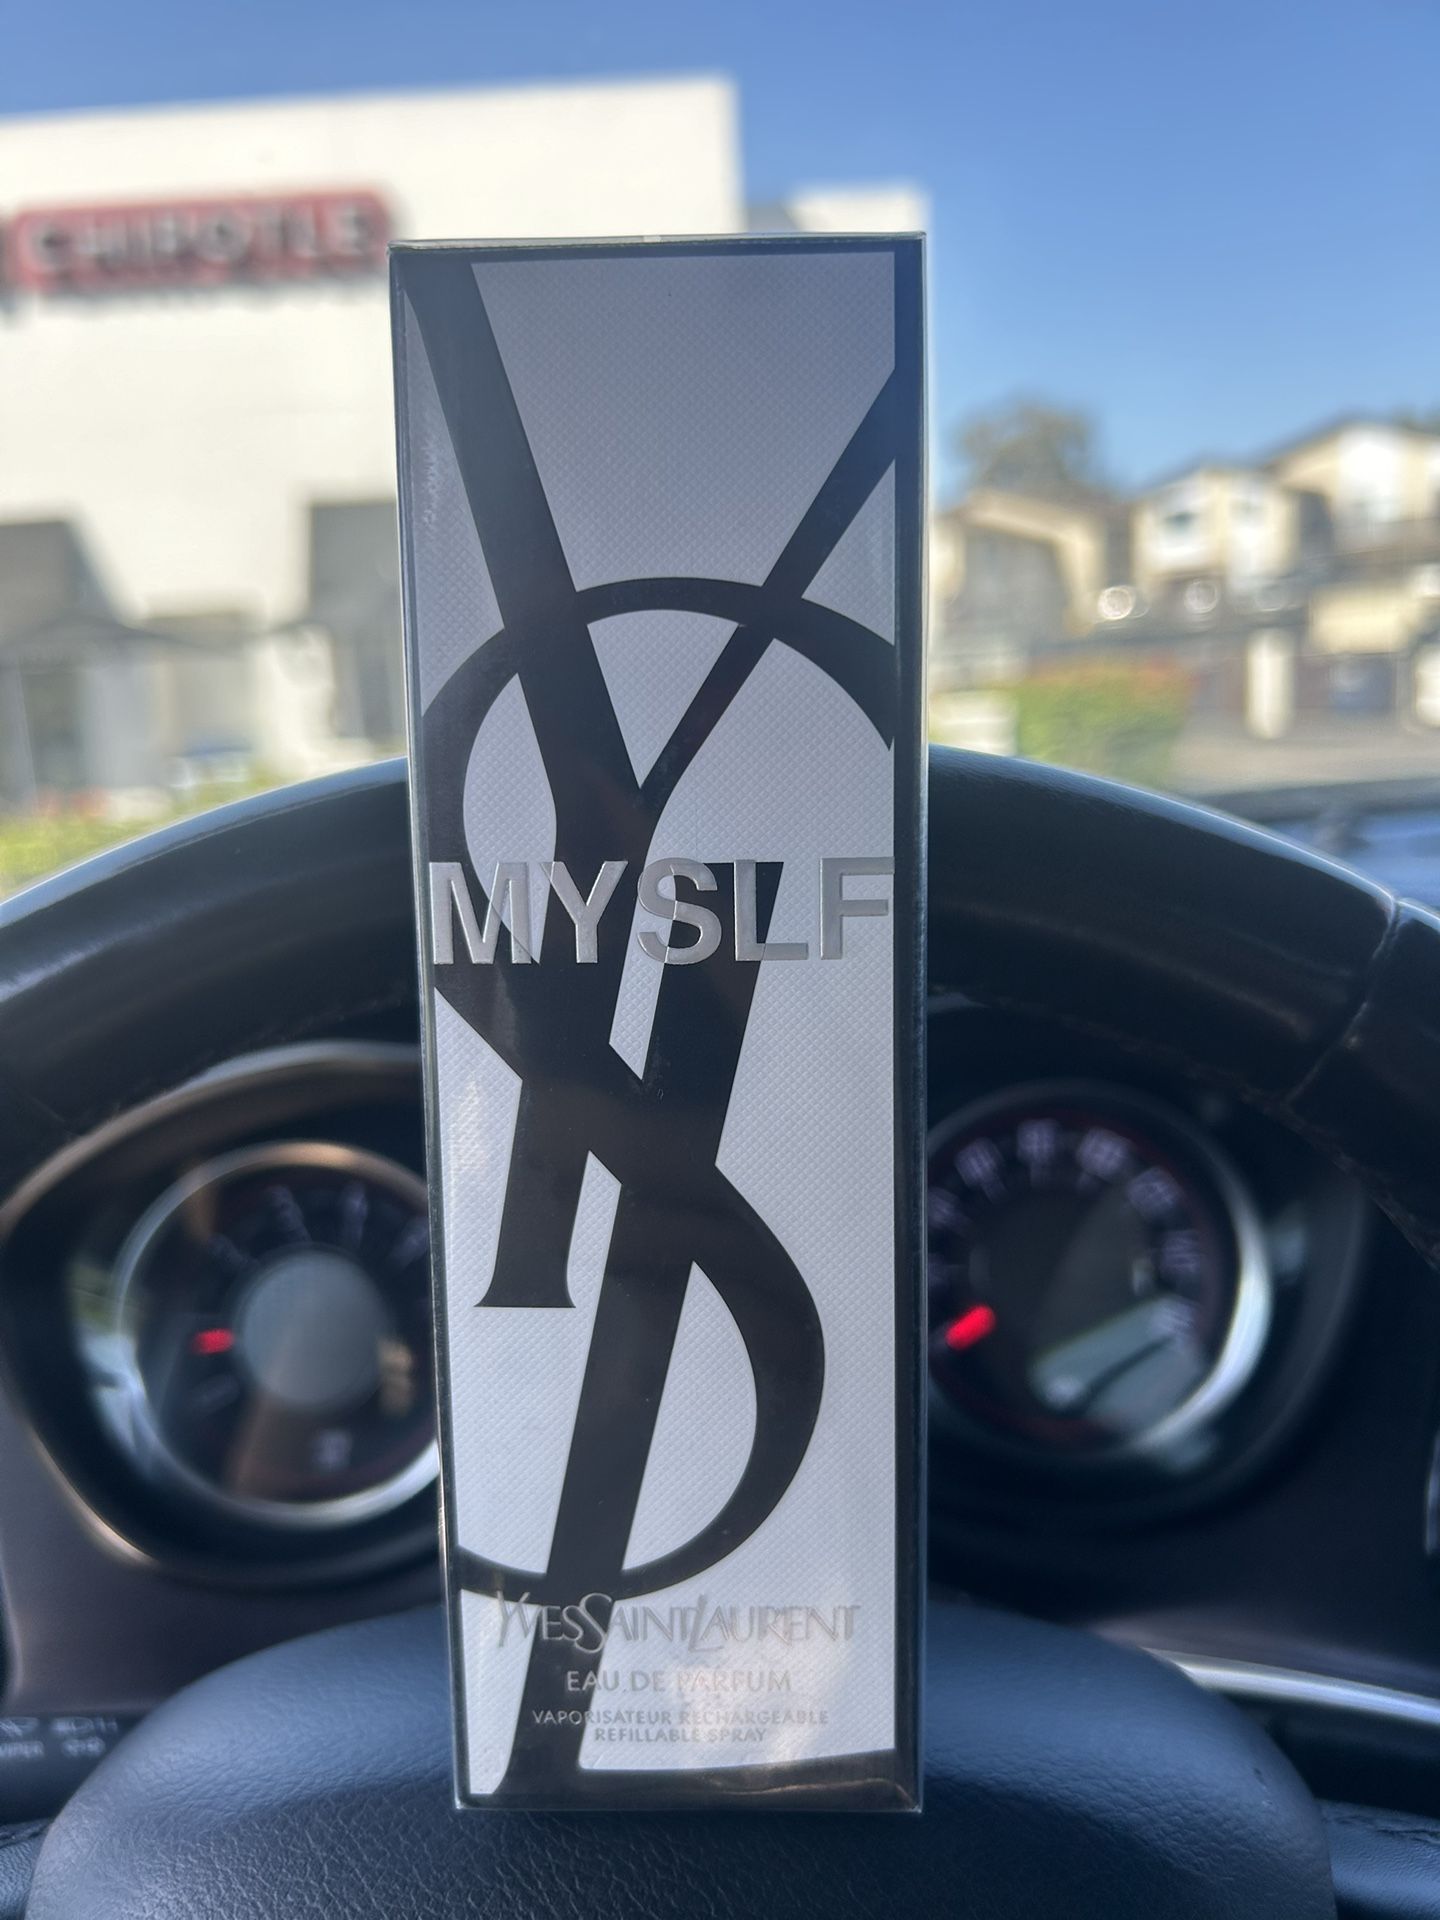 CHIPOTLE
MYSLF
YVESSAINTLAURENT
EAU DE PARFUM
VAPORISATEUR RECHARGEABLE
REFILLABLE SPRAY